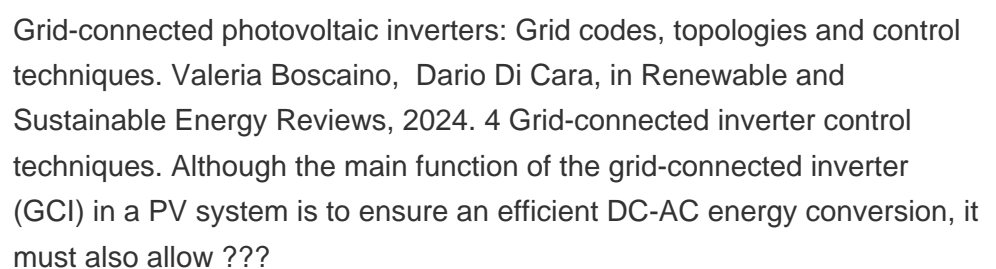 Grid-connected photovoltaic inverters: Grid codes, topologies and control
techniques. Valeria Boscaino, Dario Di Cara, in Renewable and
Sustainable Energy Reviews, 2024. 4 Grid-connected inverter control
techniques. Although the main function of the grid-connected inverter
(GCI) in a PV system is to ensure an efficient DC-AC energy conversion, it
must also allow ???